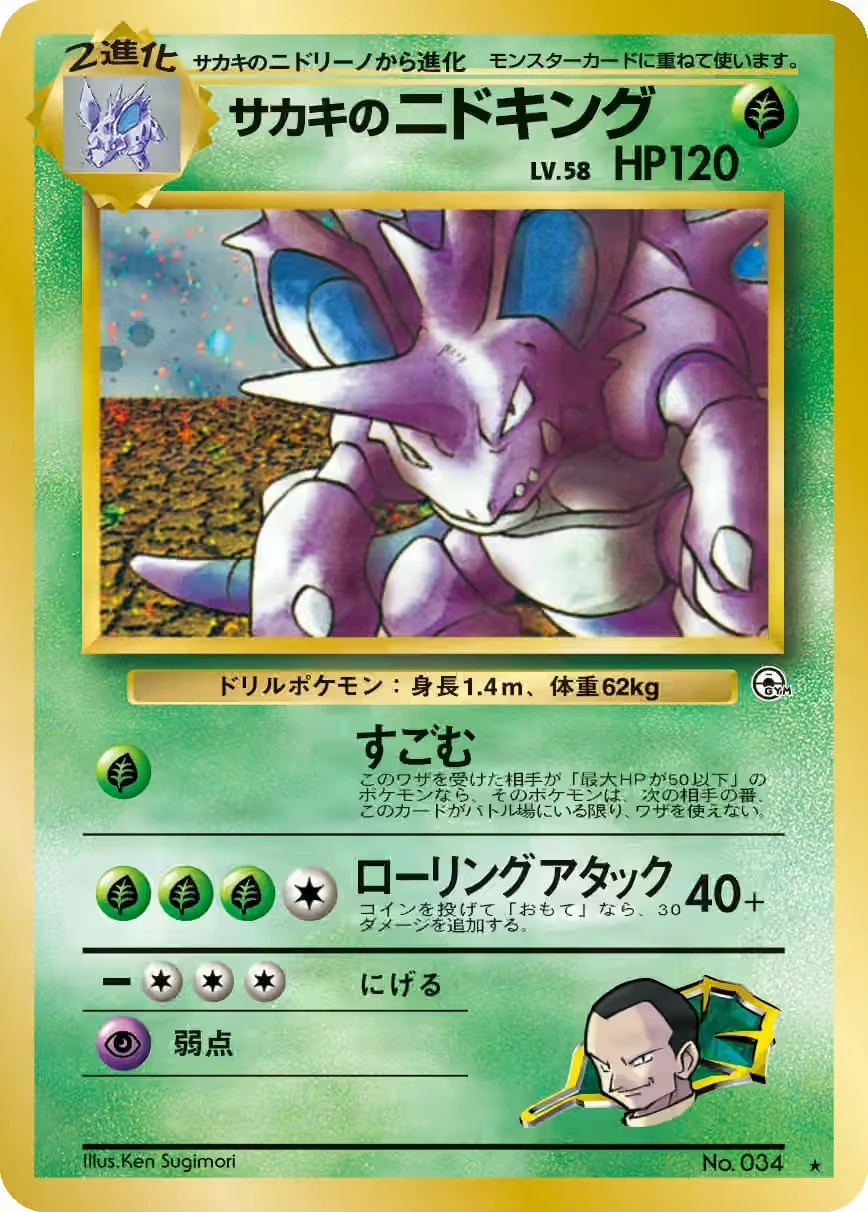 2進化 サカキのニドリーノから進化 モンスターカードに重ねて使います。
サカキのニドキング
LV.58 HP120
ドリルポケモン：身長1.4m、体重62kg
GYM
すごむ
このワザを受けた相手が「最大HPが50以下」の
ポケモンなら、そのポケモンは、次の相手の番、
このカードがバトル場にいる限り、ワザを使えない。
ローリングアタック 40+
コインを投げて「おもて」なら、30
ダメージを追加する。
ー にげる
弱点
Illus.Ken Sugimori No. 034 ★